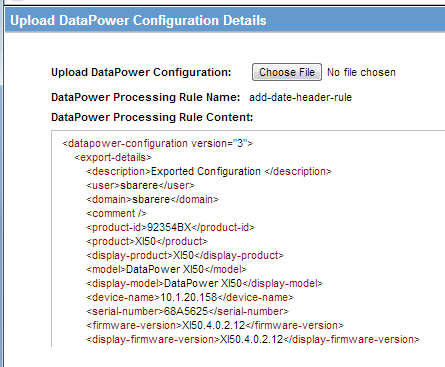 Upload DataPower Configuration Details
Upload DataPower Configuration: Choose File No file chosen
DataPower Processing Rule Name: add-date-header-rule
DataPower Processing Rule Content:
<datapower-configuration version="3">
<export-details>
<description>Exported Configuration </description>
<user>sbarere</user>
<domain>sbarere</domain>
<comment />
<product-id>92354BX</product-id>
<product>XI50</product>
<display-product>XI50</display-product>
<model>DataPower XI50</model>
<display-model>DataPower XI50</display-model>
<device-name>10.1.20.158</device-name>
<serial-number>68A5625</serial-number>
<firmware-version>XI50.4.0.2.12</firmware-version>
<display-firmware-version>XI50.4.0.2.12</display-firmware-version>